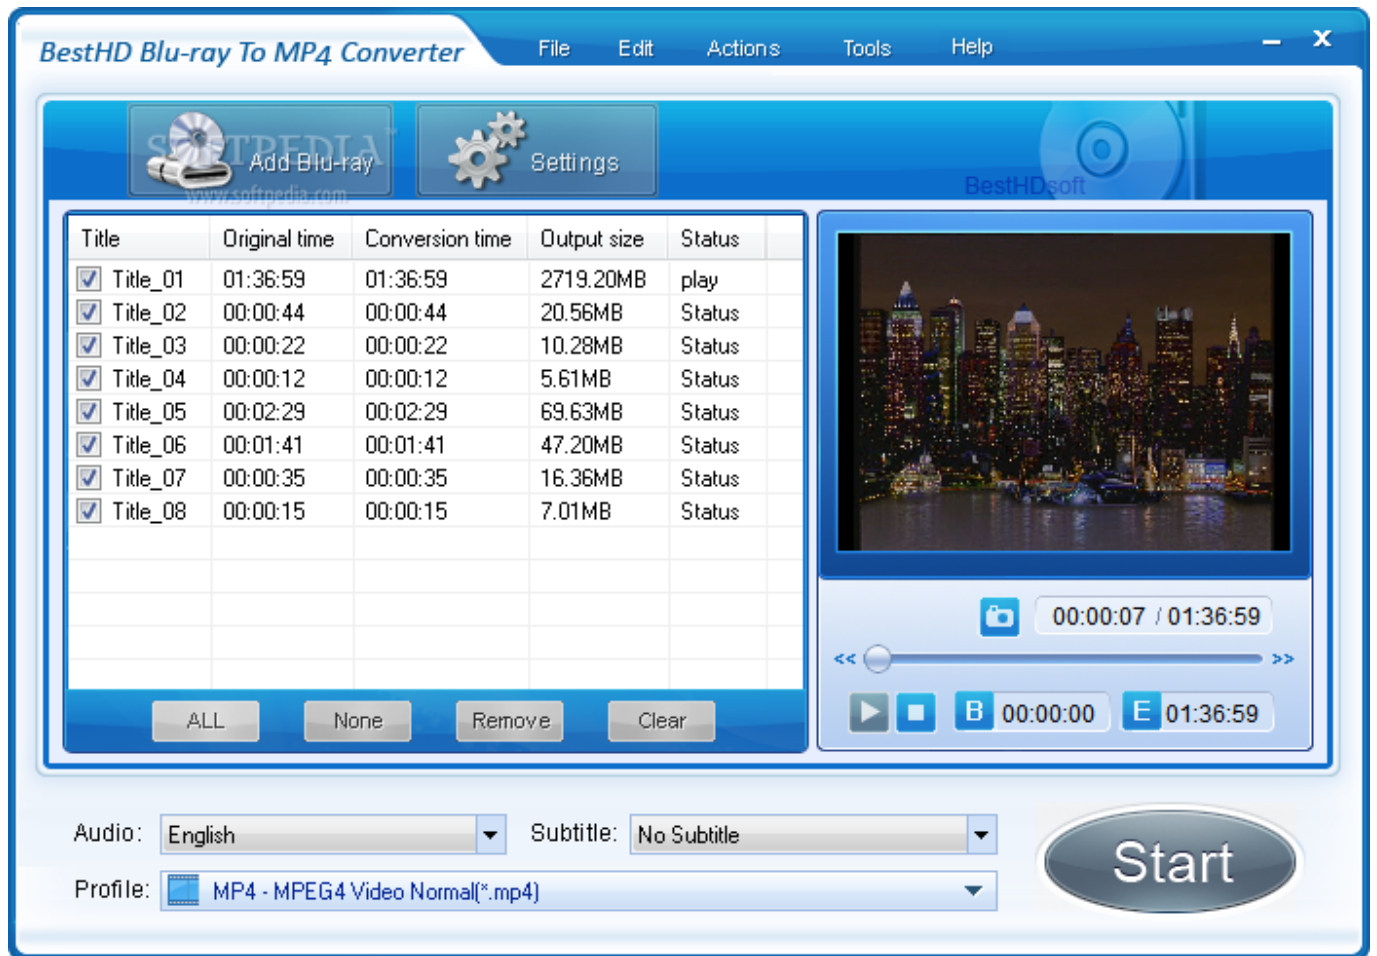 BestHD Blu-ray To MP4 Converter File Edit Actions Tools Help
SOFTPEDIA™
Add Blu-ray Settings
www.softpedia.com
BestHDsoft
Title Original time Conversion time Output size Status
Title_01 01:36:59 01:36:59 2719.20MB play
Title_02 00:00:44 00:00:44 20.56MB Status
Title_03 00:00:22 00:00:22 10.28MB Status
Title_04 00:00:12 00:00:12 5.61MB Status
Title_05 00:02:29 00:02:29 69.63MB Status
Title_06 00:01:41 00:01:41 47.20MB Status
Title_07 00:00:35 00:00:35 16.36MB Status
Title_08 00:00:15 00:00:15 7.01MB Status
ALL None Remove Clear
00:00:07 / 01:36:59
<< >>
B 00:00:00 E 01:36:59
Audio: English Subtitle: No Subtitle
Profile: MP4 - MPEG4 Video Normal(*.mp4)
Start